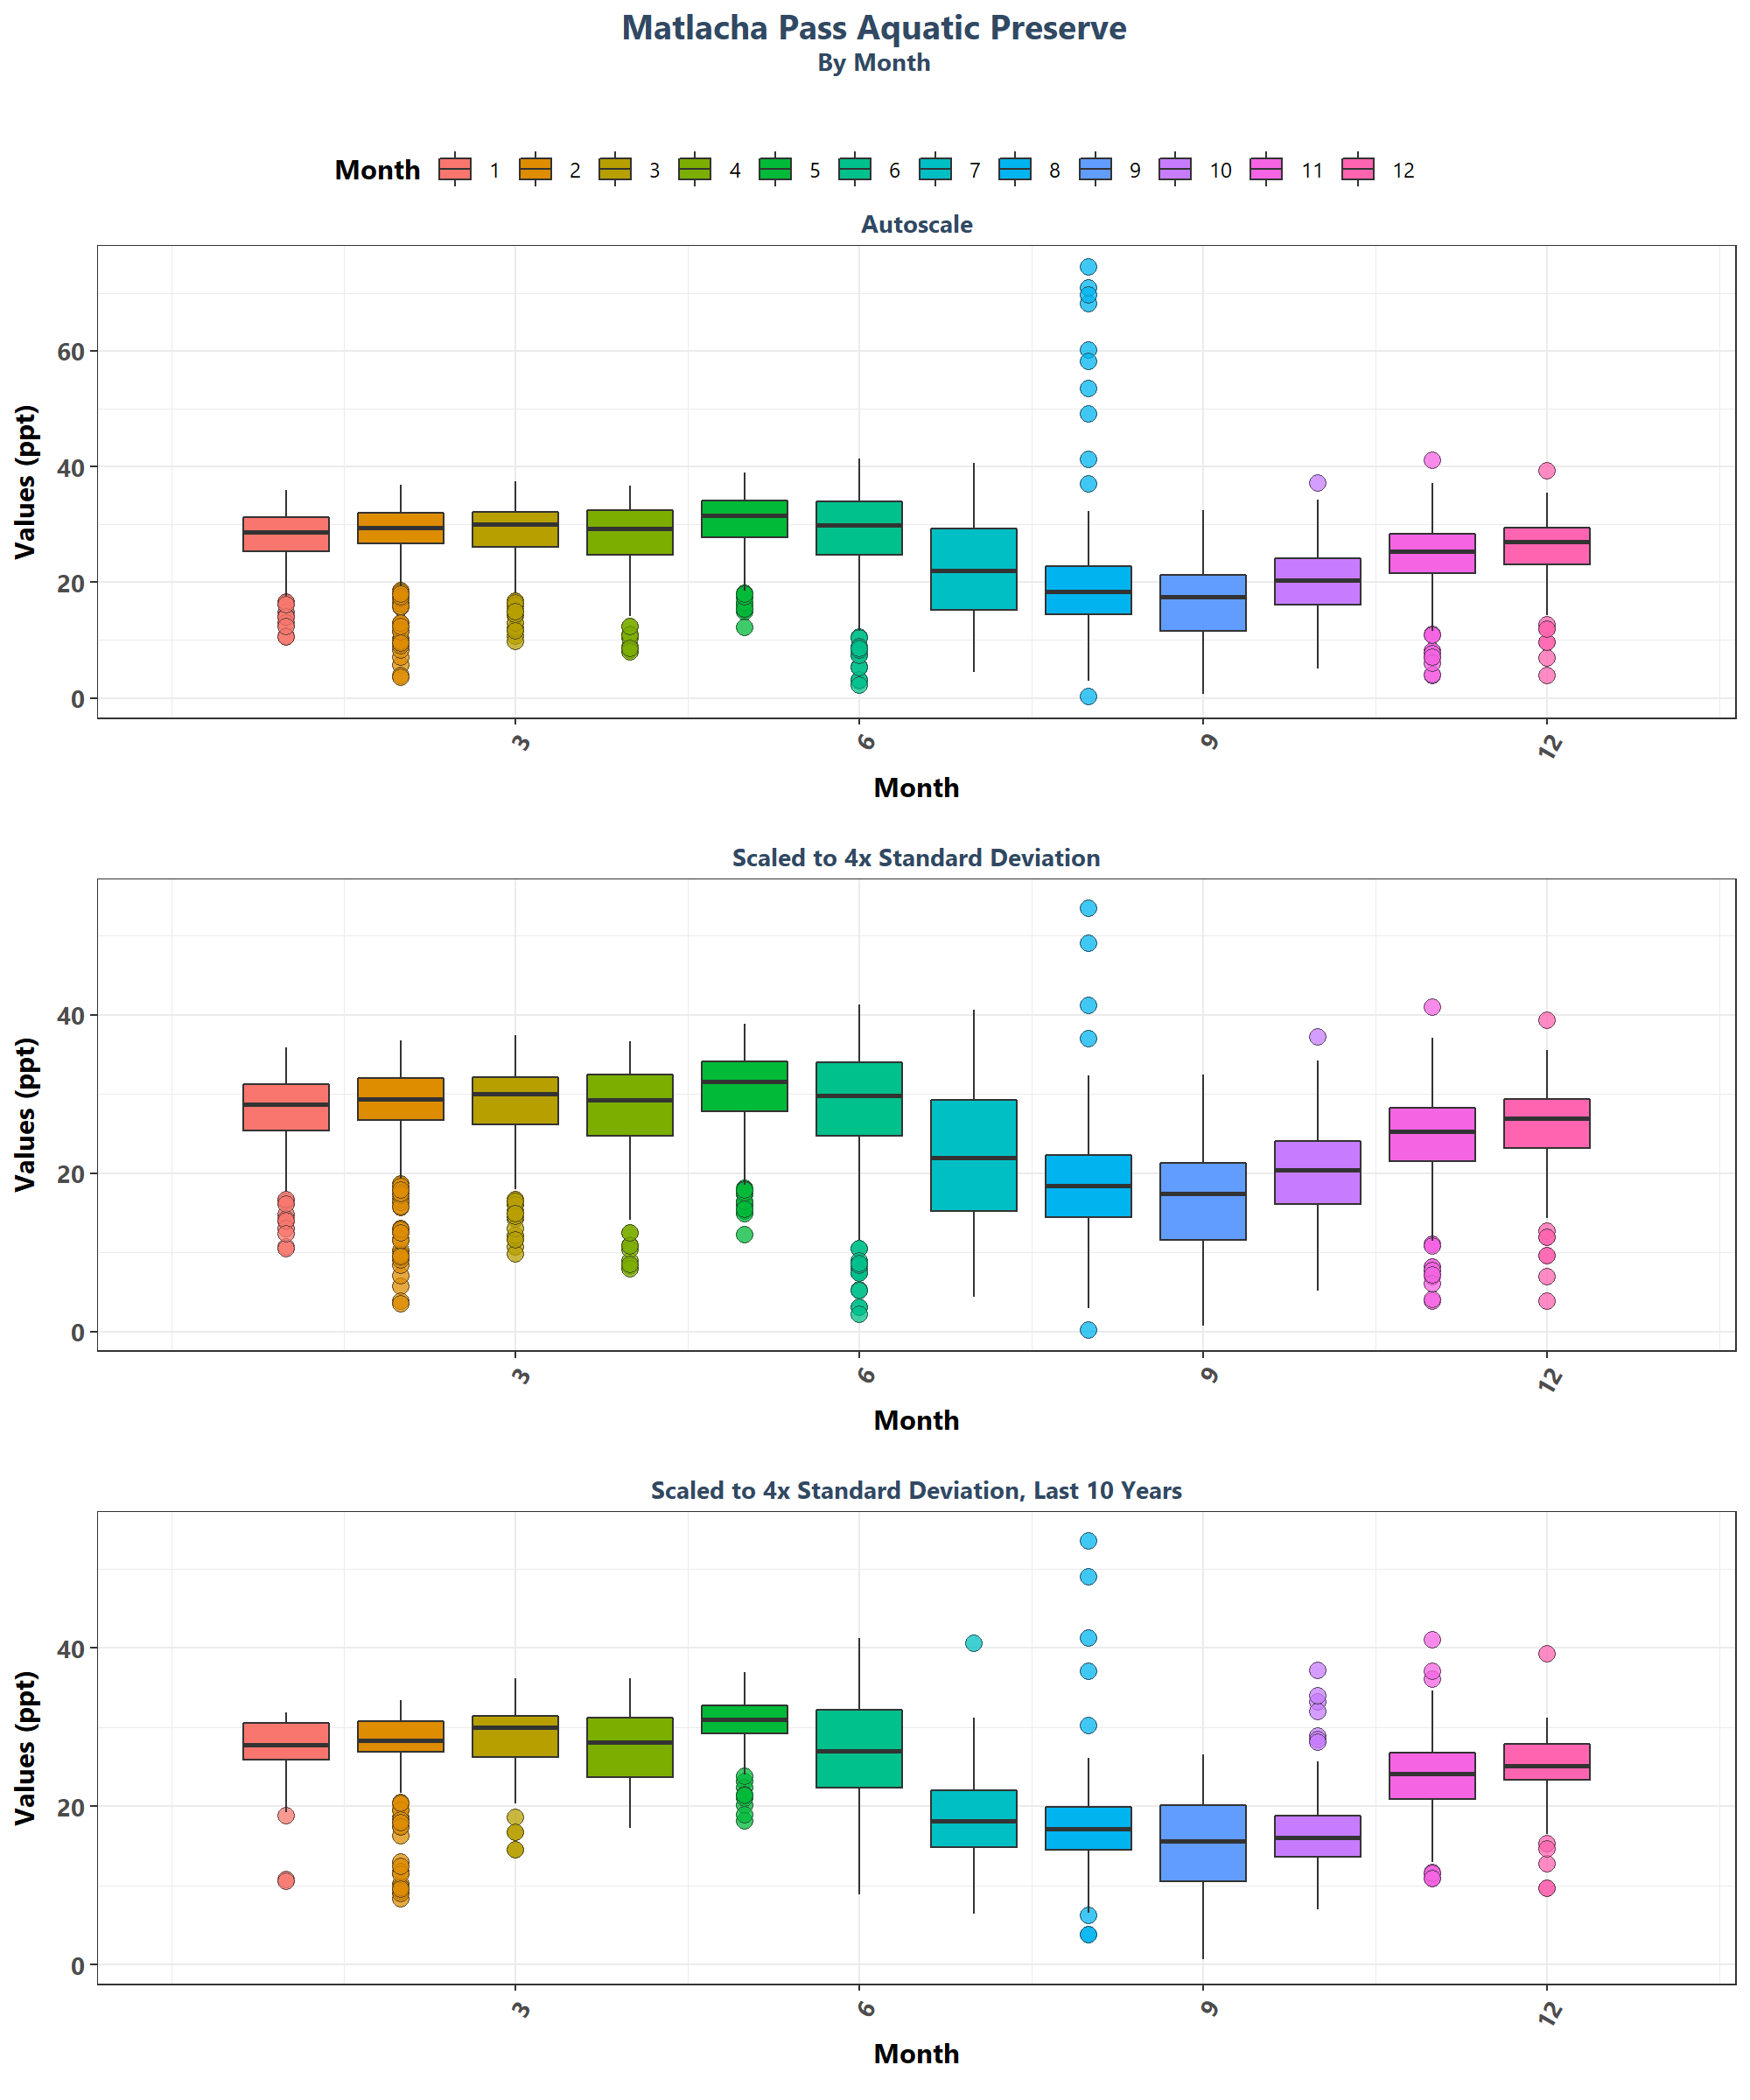 Matlacha Pass Aquatic Preserve
By Month
Month 1 2 3 4 5 6 7 8 9 10 11 12
Autoscale
Values (ppt)
60
40
20
0
3 6 9 12
Month
Scaled to 4x Standard Deviation
Values (ppt)
40
20
0
3 6 9 12
Month
Scaled to 4x Standard Deviation, Last 10 Years
Values (ppt)
40
20
0
3 6 9 12
Month